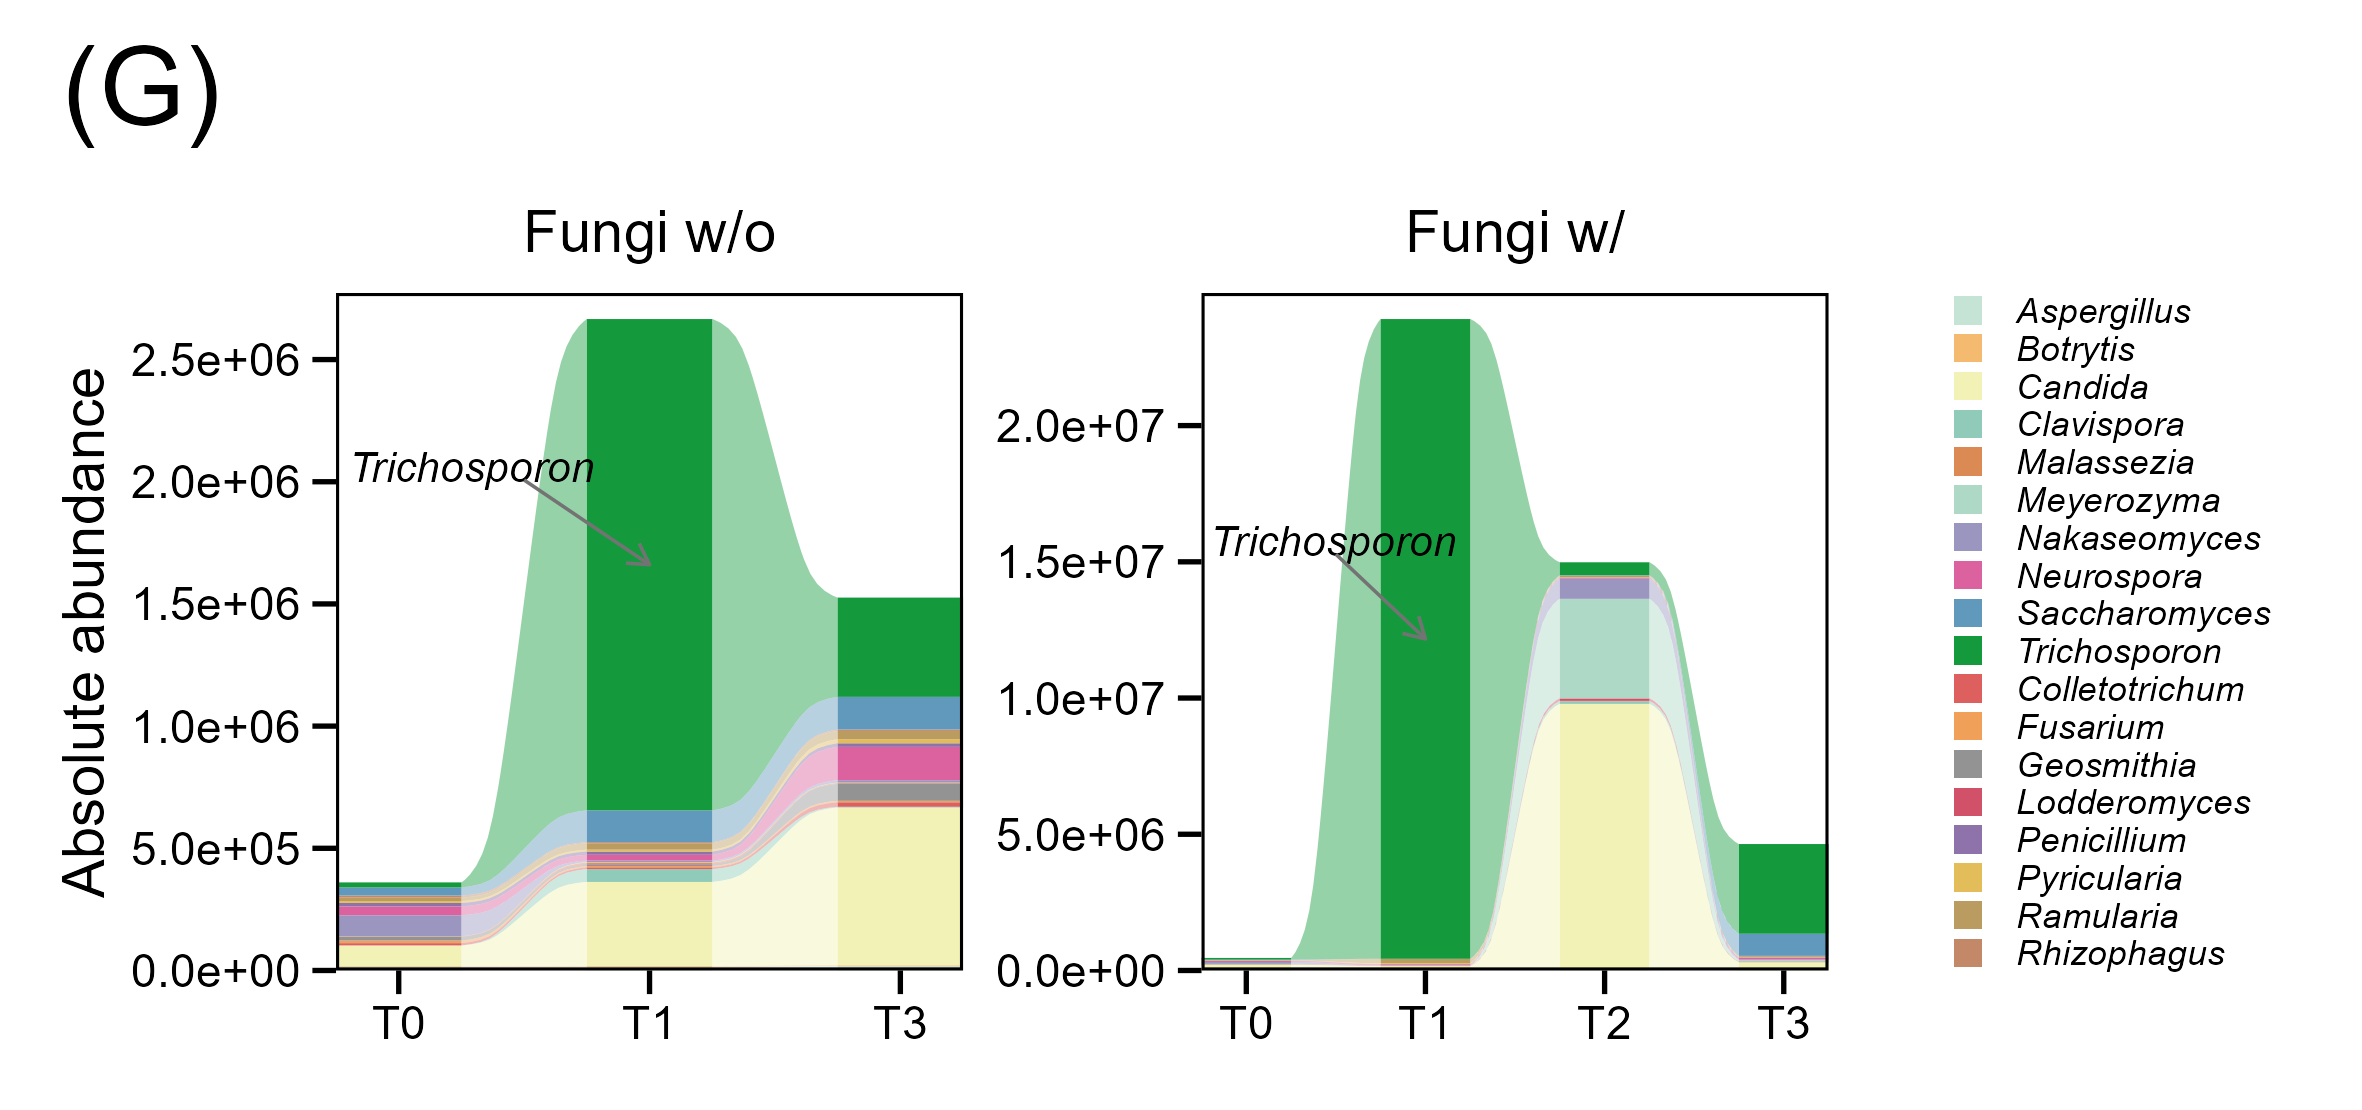 (G)
Fungi w/o
Absolute abundance
2.5e+06
2.0e+06
1.5e+06
1.0e+06
5.0e+05
0.0e+00
Trichosporon
T0 T1 T3
Fungi w/
2.0e+07
1.5e+07
1.0e+07
5.0e+06
0.0e+00
Trichosporon
T0 T1 T2 T3
Aspergillus
Botrytis
Candida
Clavispora
Malassezia
Meyerozyma
Nakaseomyces
Neurospora
Saccharomyces
Trichosporon
Colletotrichum
Fusarium
Geosmithia
Lodderomyces
Penicillium
Pyricularia
Ramularia
Rhizophagus